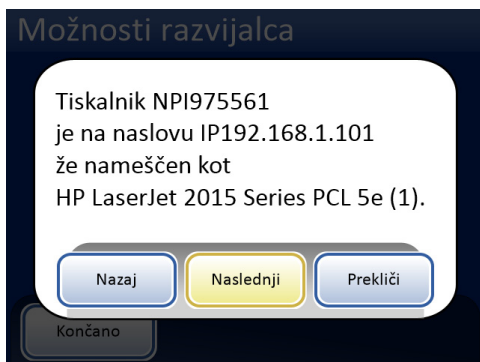 Možnosti razvijalca
Tiskalnik NPI975561
je na naslovu IP192.168.1.101
že nameščen kot
HP LaserJet 2015 Series PCL 5e (1).
Nazaj
Naslednji
Prekliči
Končano